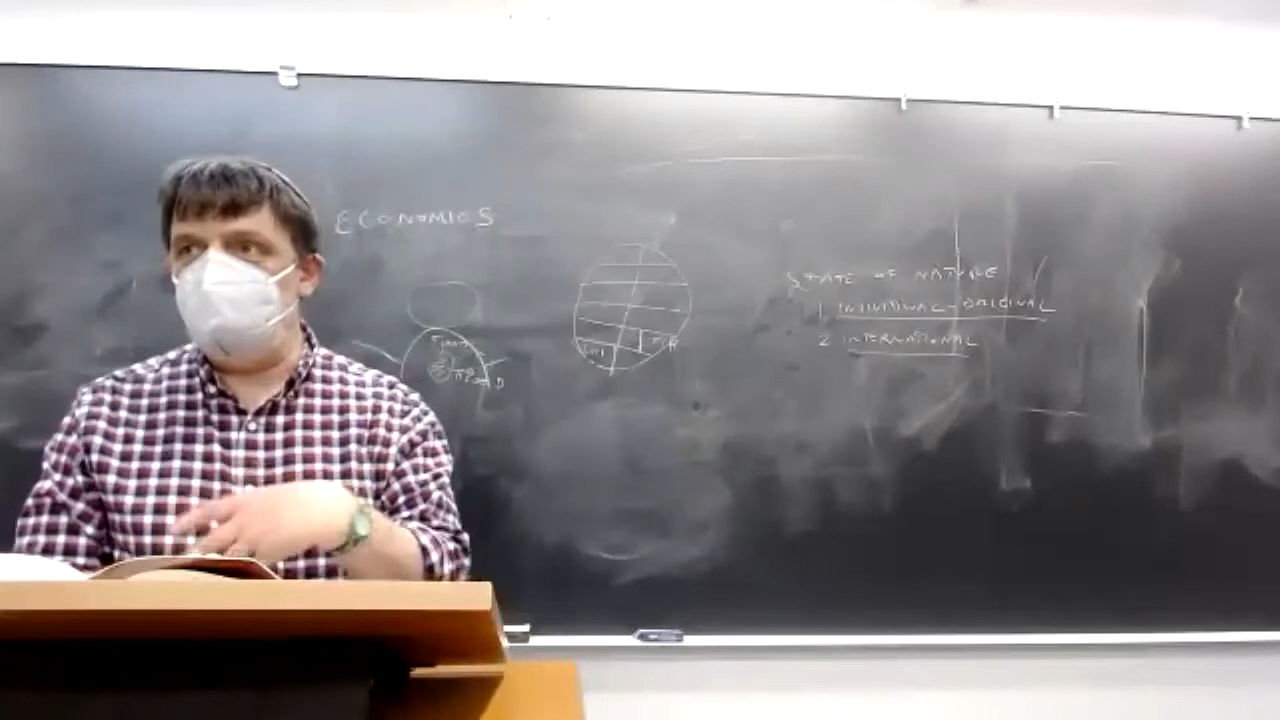 ECONOMICS
STATE OF NATURE
1 INDIVIDUAL - ORIGINAL
2 INTERNATIONAL